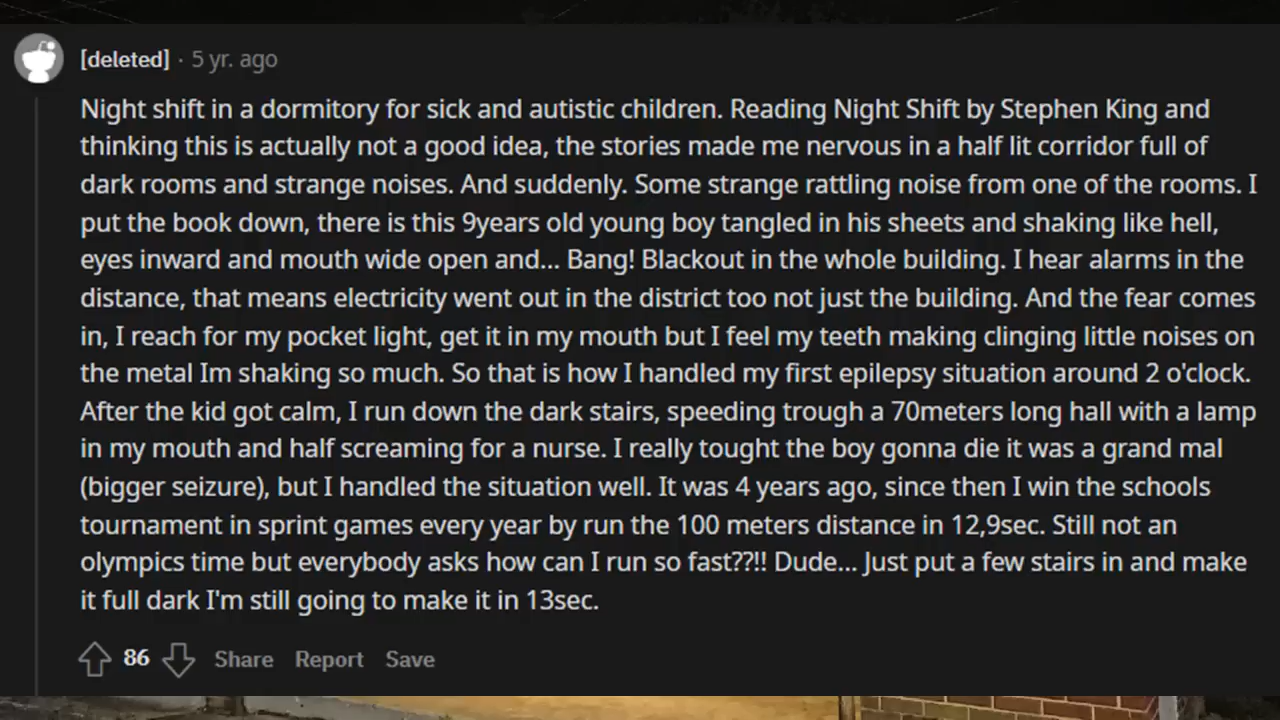 [deleted] · 5 yr. ago
Night shift in a dormitory for sick and autistic children. Reading Night Shift by Stephen King and
thinking this is actually not a good idea, the stories made me nervous in a half lit corridor full of
dark rooms and strange noises. And suddenly. Some strange rattling noise from one of the rooms. I
put the book down, there is this 9years old young boy tangled in his sheets and shaking like hell,
eyes inward and mouth wide open and... Bang! Blackout in the whole building. I hear alarms in the
distance, that means electricity went out in the district too not just the building. And the fear comes
in, I reach for my pocket light, get it in my mouth but I feel my teeth making clinging little noises on
the metal Im shaking so much. So that is how I handled my first epilepsy situation around 2 o'clock.
After the kid got calm, I run down the dark stairs, speeding trough a 70meters long hall with a lamp
in my mouth and half screaming for a nurse. I really tought the boy gonna die it was a grand mal
(bigger seizure), but I handled the situation well. It was 4 years ago, since then I win the schools
tournament in sprint games every year by run the 100 meters distance in 12,9sec. Still not an
olympics time but everybody asks how can I run so fast??!! Dude... Just put a few stairs in and make
it full dark I'm still going to make it in 13sec.
86 Share Report Save